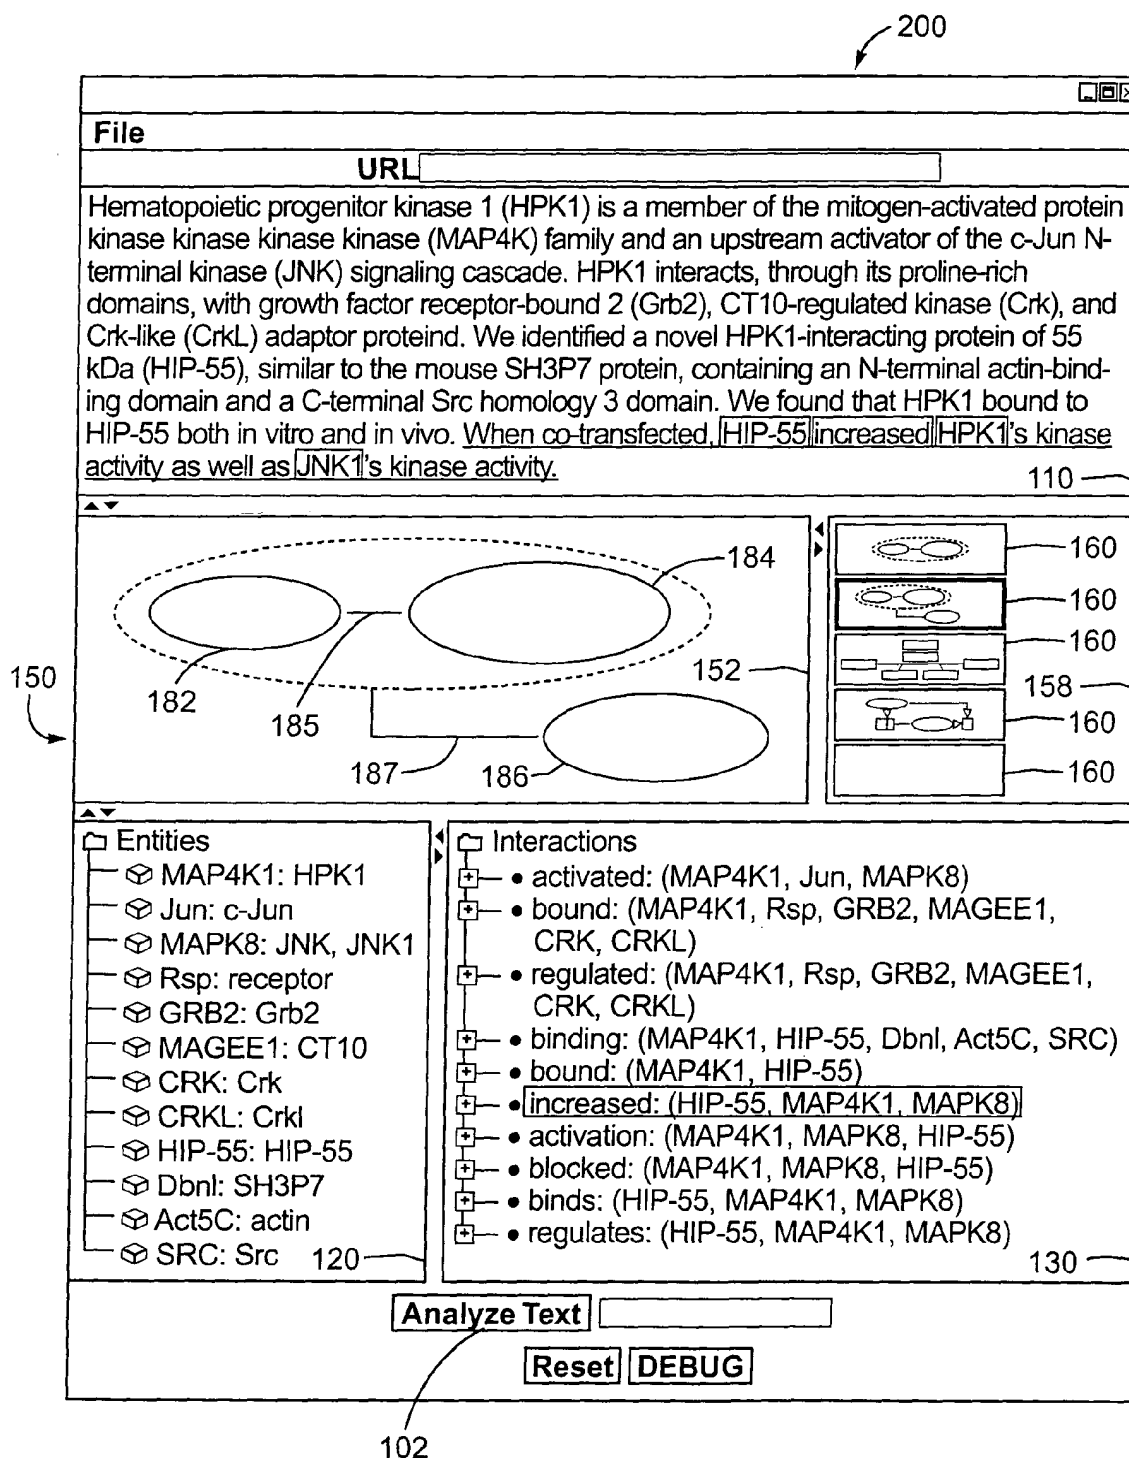 200
File
URL
Hematopoietic progenitor kinase 1 (HPK1) is a member of the mitogen-activated protein
kinase kinase kinase kinase (MAP4K) family and an upstream activator of the c-Jun N-
terminal kinase (JNK) signaling cascade. HPK1 interacts, through its proline-rich
domains, with growth factor receptor-bound 2 (Grb2), CT10-regulated kinase (Crk), and
Crk-like (CrkL) adaptor proteind. We identified a novel HPK1-interacting protein of 55
kDa (HIP-55), similar to the mouse SH3P7 protein, containing an N-terminal actin-bind-
ing domain and a C-terminal Src homology 3 domain. We found that HPK1 bound to
HIP-55 both in vitro and in vivo. When co-transfected, HIP-55 increased HPK1's kinase
activity as well as JNK1's kinase activity.
110
184
182
185
152
150
187
186
160
160
160
158
160
160
Entities
MAP4K1: HPK1
Jun: c-Jun
MAPK8: JNK, JNK1
Rsp: receptor
GRB2: Grb2
MAGEE1: CT10
CRK: Crk
CRKL: Crkl
HIP-55: HIP-55
Dbnl: SH3P7
Act5C: actin
SRC: Src
120
Interactions
• activated: (MAP4K1, Jun, MAPK8)
• bound: (MAP4K1, Rsp, GRB2, MAGEE1,
CRK, CRKL)
• regulated: (MAP4K1, Rsp, GRB2, MAGEE1,
CRK, CRKL)
• binding: (MAP4K1, HIP-55, Dbnl, Act5C, SRC)
• bound: (MAP4K1, HIP-55)
• increased: (HIP-55, MAP4K1, MAPK8)
• activation: (MAP4K1, MAPK8, HIP-55)
• blocked: (MAP4K1, MAPK8, HIP-55)
• binds: (HIP-55, MAP4K1, MAPK8)
• regulates: (HIP-55, MAP4K1, MAPK8)
130
Analyze Text
Reset DEBUG
102